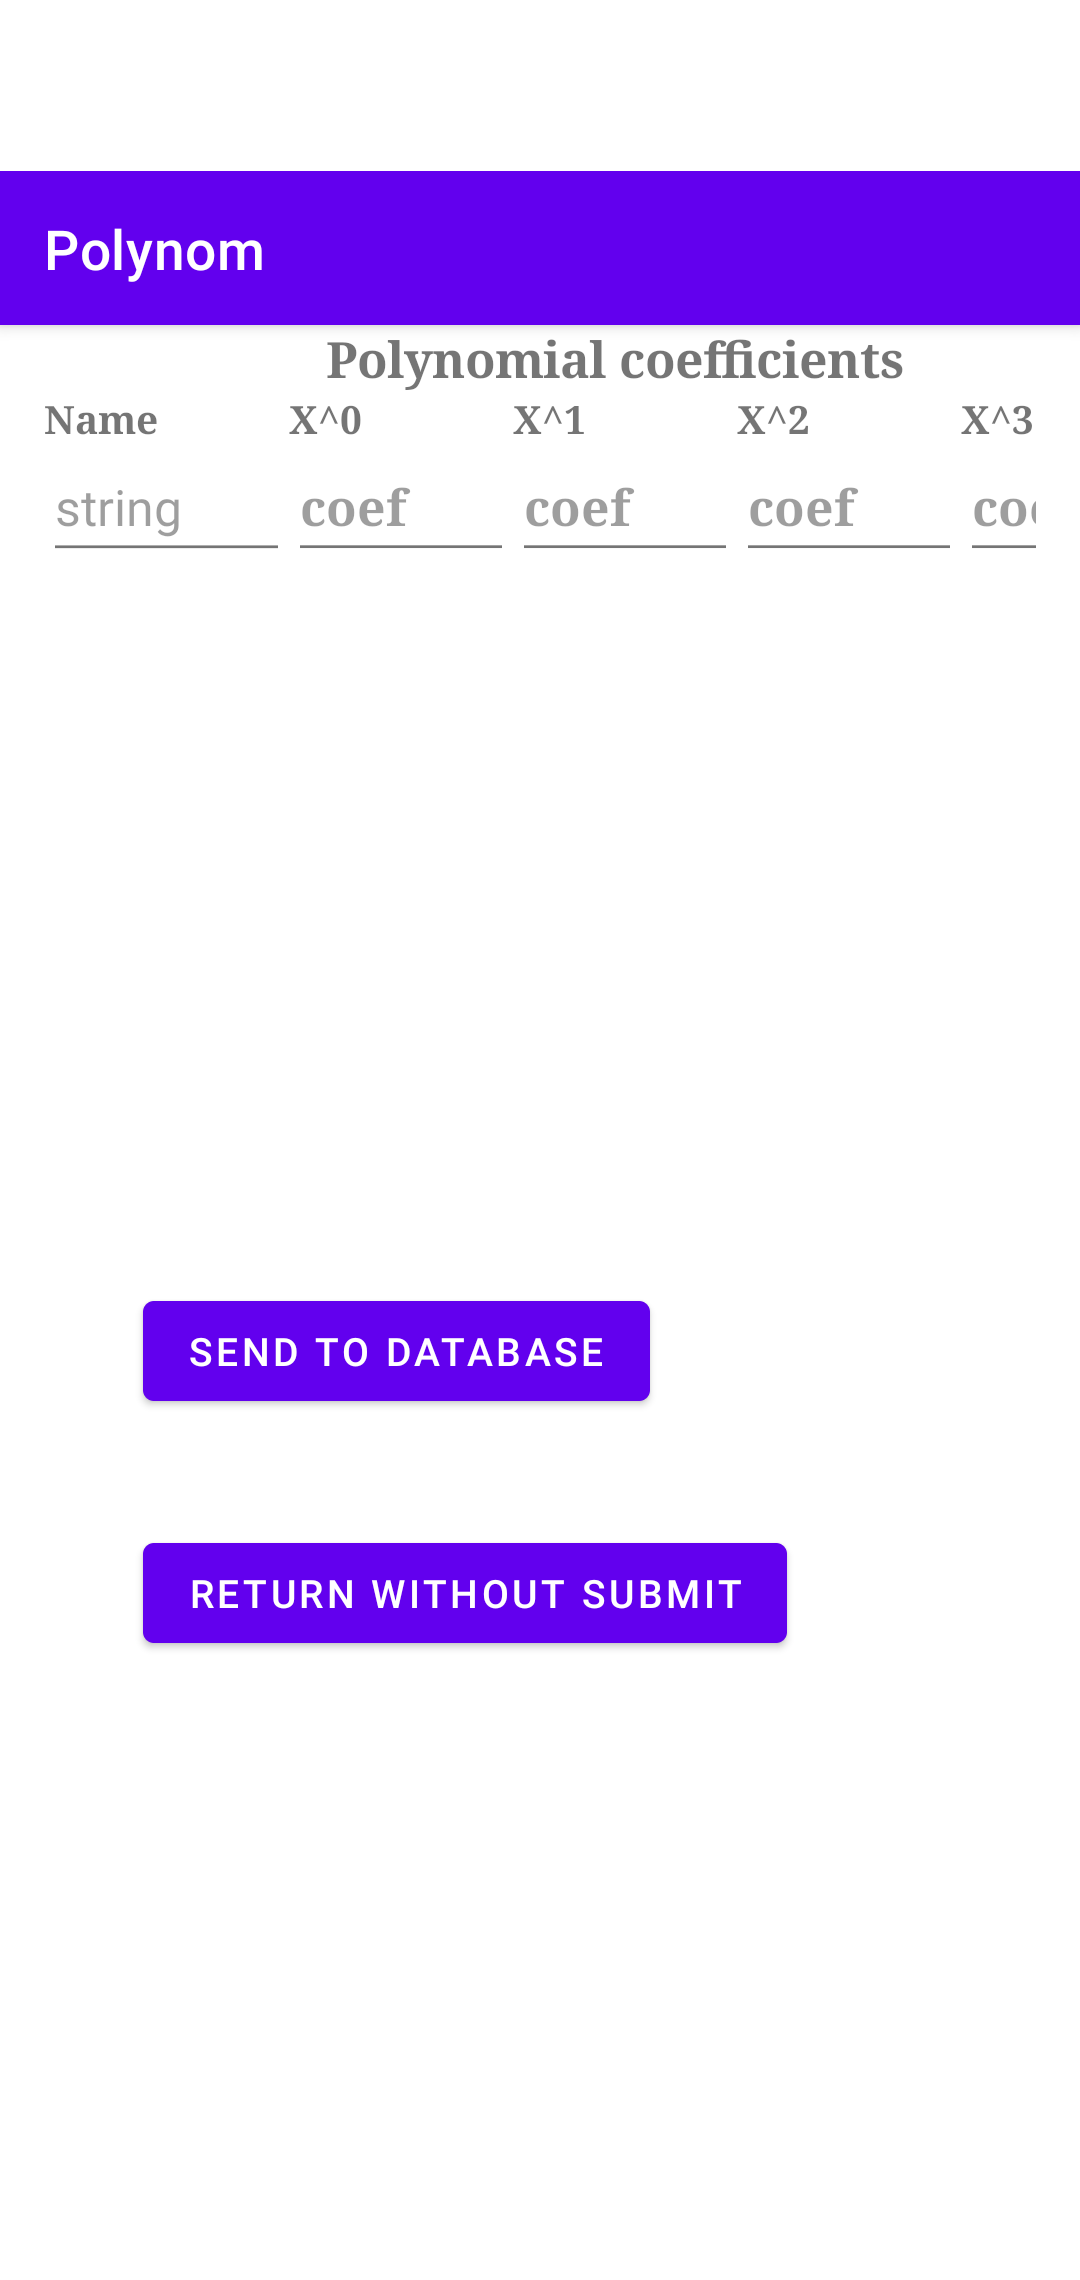 Polynom
Polynomial coefficients
Name X^0 X^1 X^2 X^3
string coef coef coef
SEND TO DATABASE
RETURN WITHOUT SUBMIT